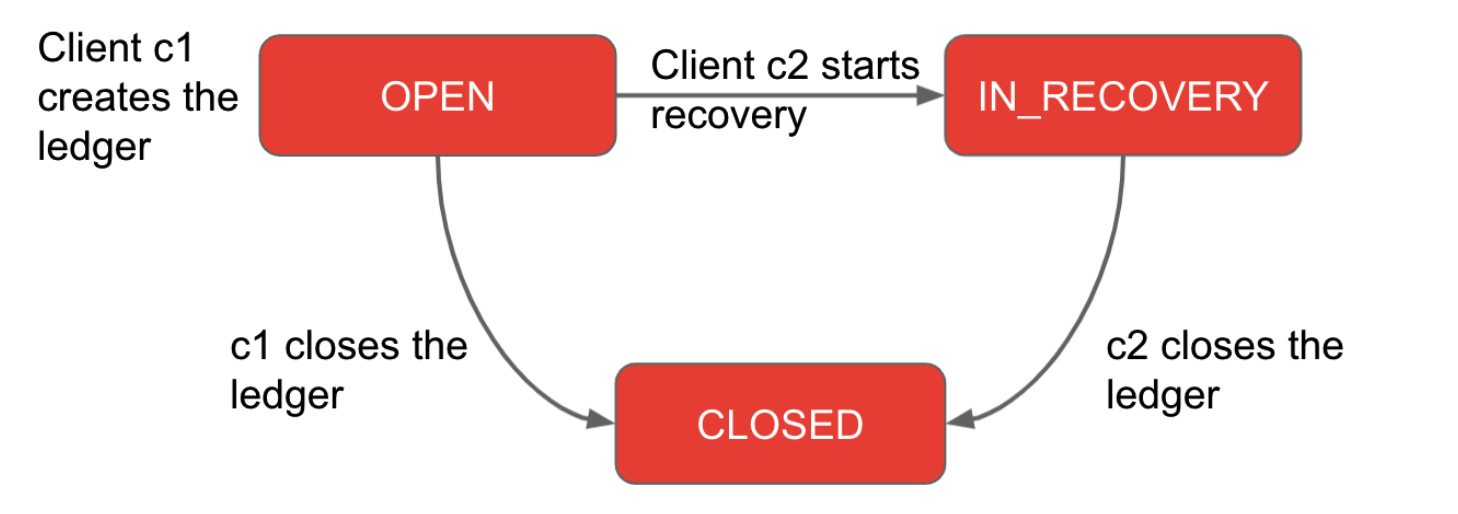 Client c1
creates the
ledger
OPEN
Client c2 starts
recovery
IN_RECOVERY
c1 closes the
ledger
CLOSED
c2 closes the
ledger